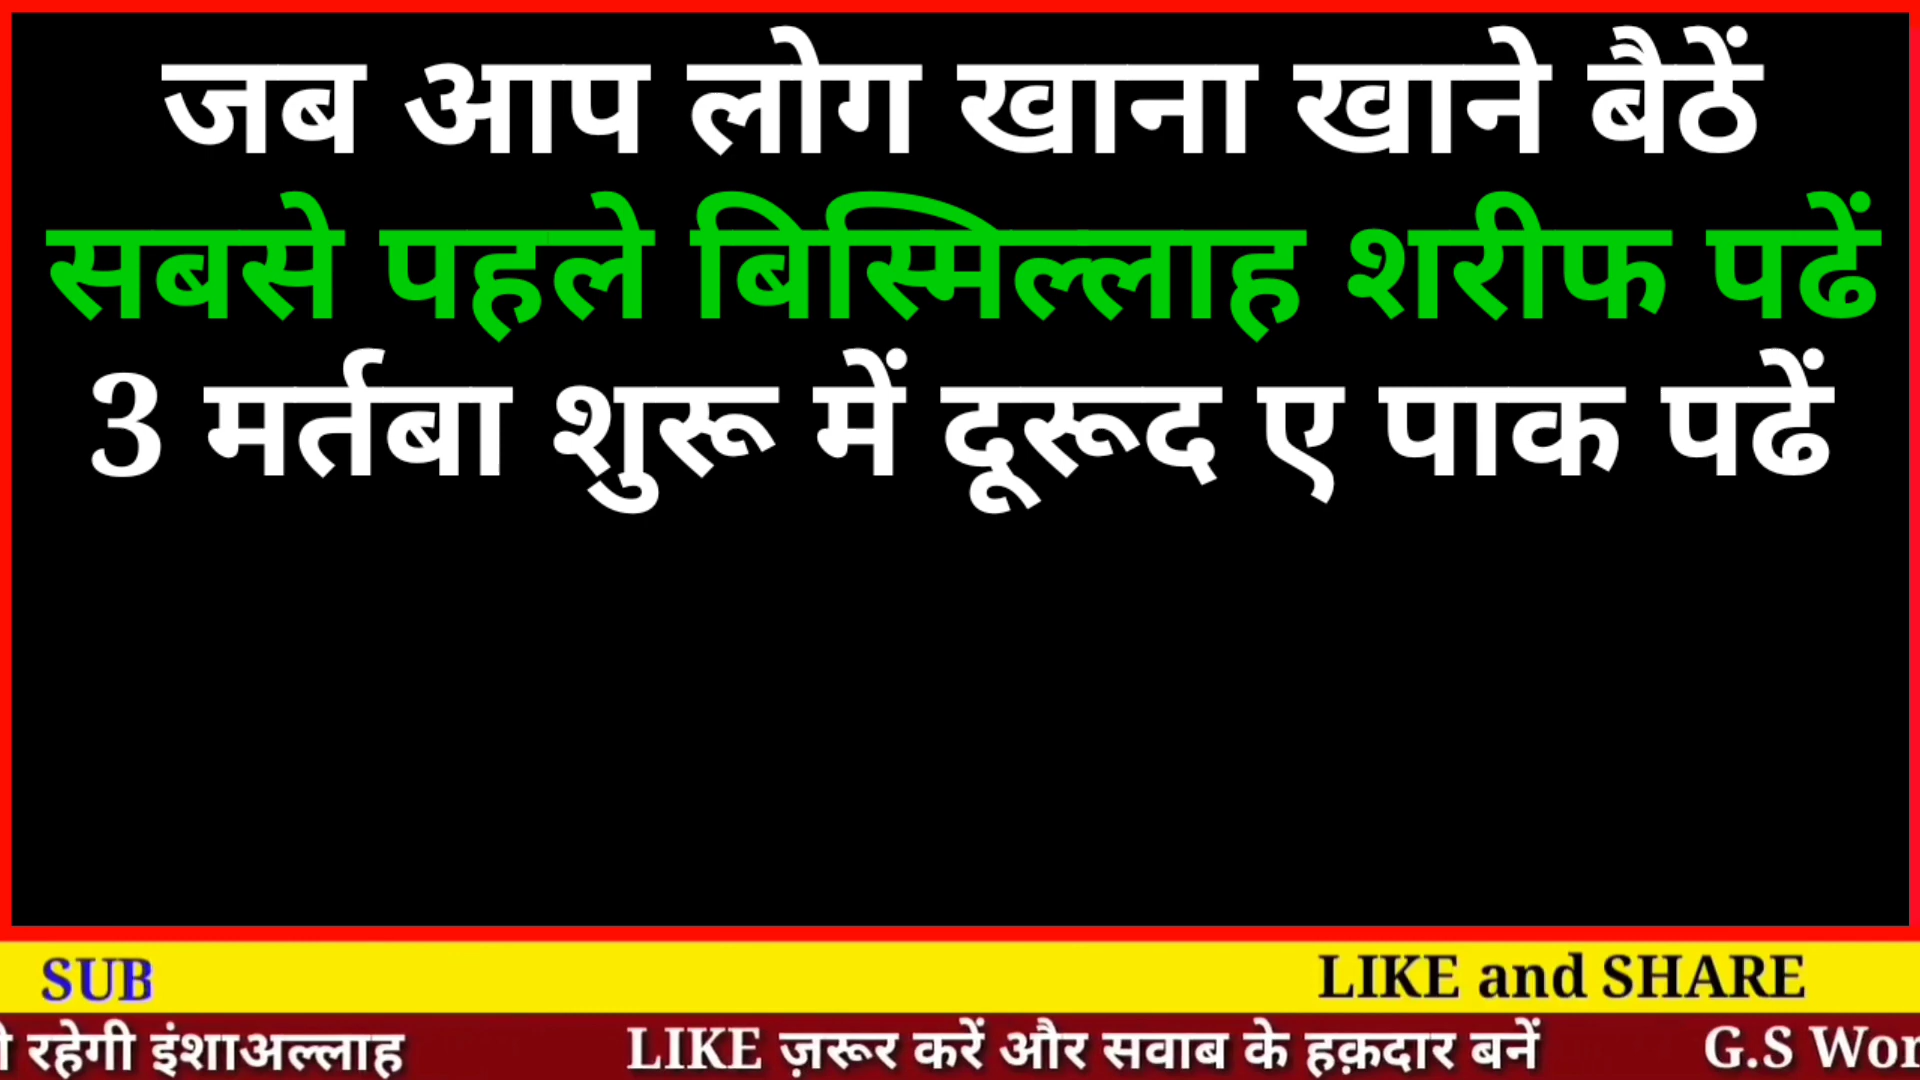 जब आप लोग खाना खाने बैठें
सबसे पहले बिस्मिल्लाह शरीफ पढें
3 मर्तबा शुरू में दूरूद ए पाक पढें
SUB LIKE and SHARE
रहेगी इंशाअल्लाह LIKE ज़रूर करें और सवाब के हक़दार बनें G.S